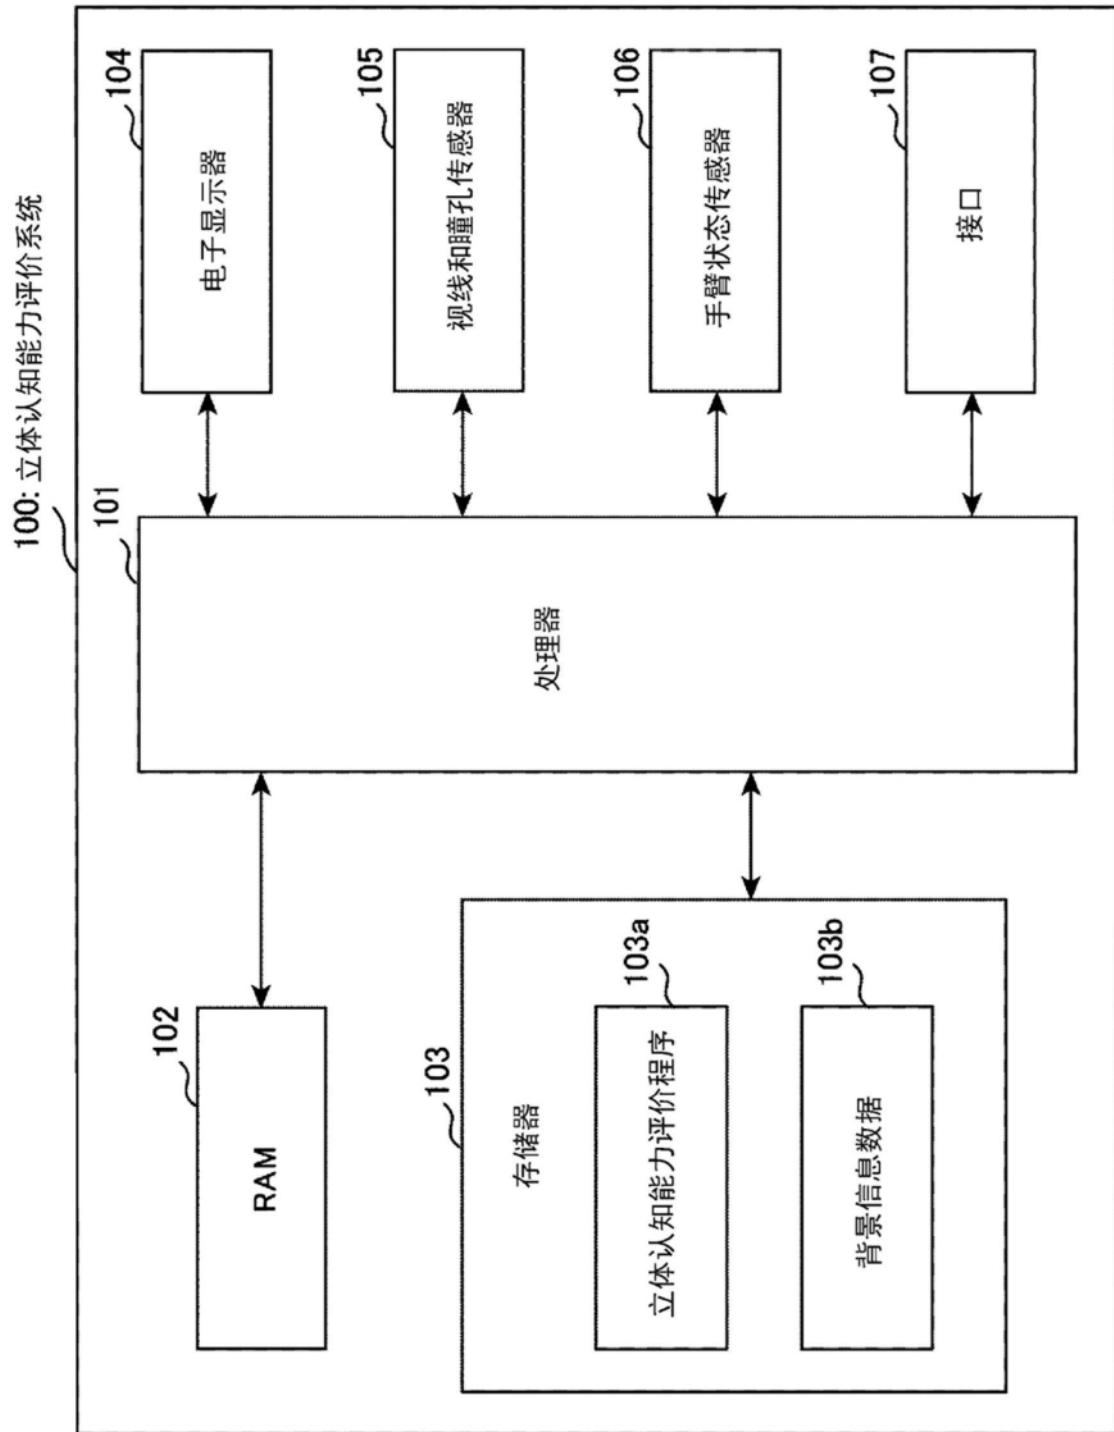 100: 立体认知能力评价系统
102
RAM
103
存储器
103a
立体认知能力评价程序
103b
背景信息数据
101
处理器
104
电子显示器
105
视线和瞳孔传感器
106
手臂状态传感器
107
接口